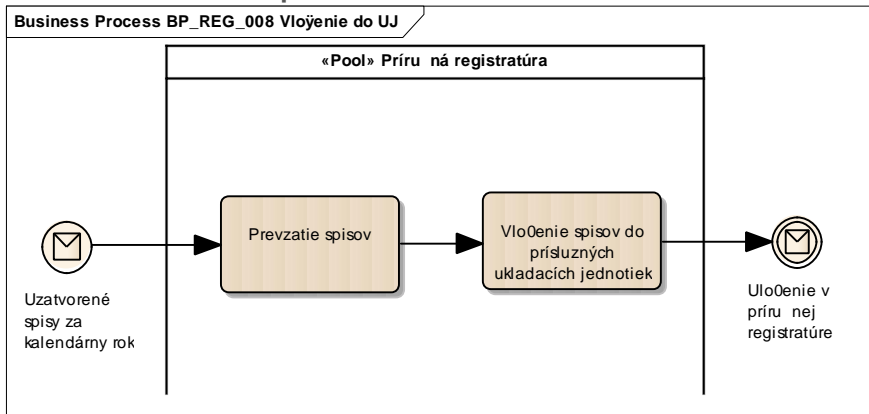 Business Process BP_REG_008 Vloÿenie do UJ
«Pool» Príru ná registratúra
Prevzatie spisov
Vlo0enie spisov do
prísluzných
ukladacích jednotiek
Uzatvorené
spisy za
kalendárny rok
Ulo0enie v
príru nej
registratúre